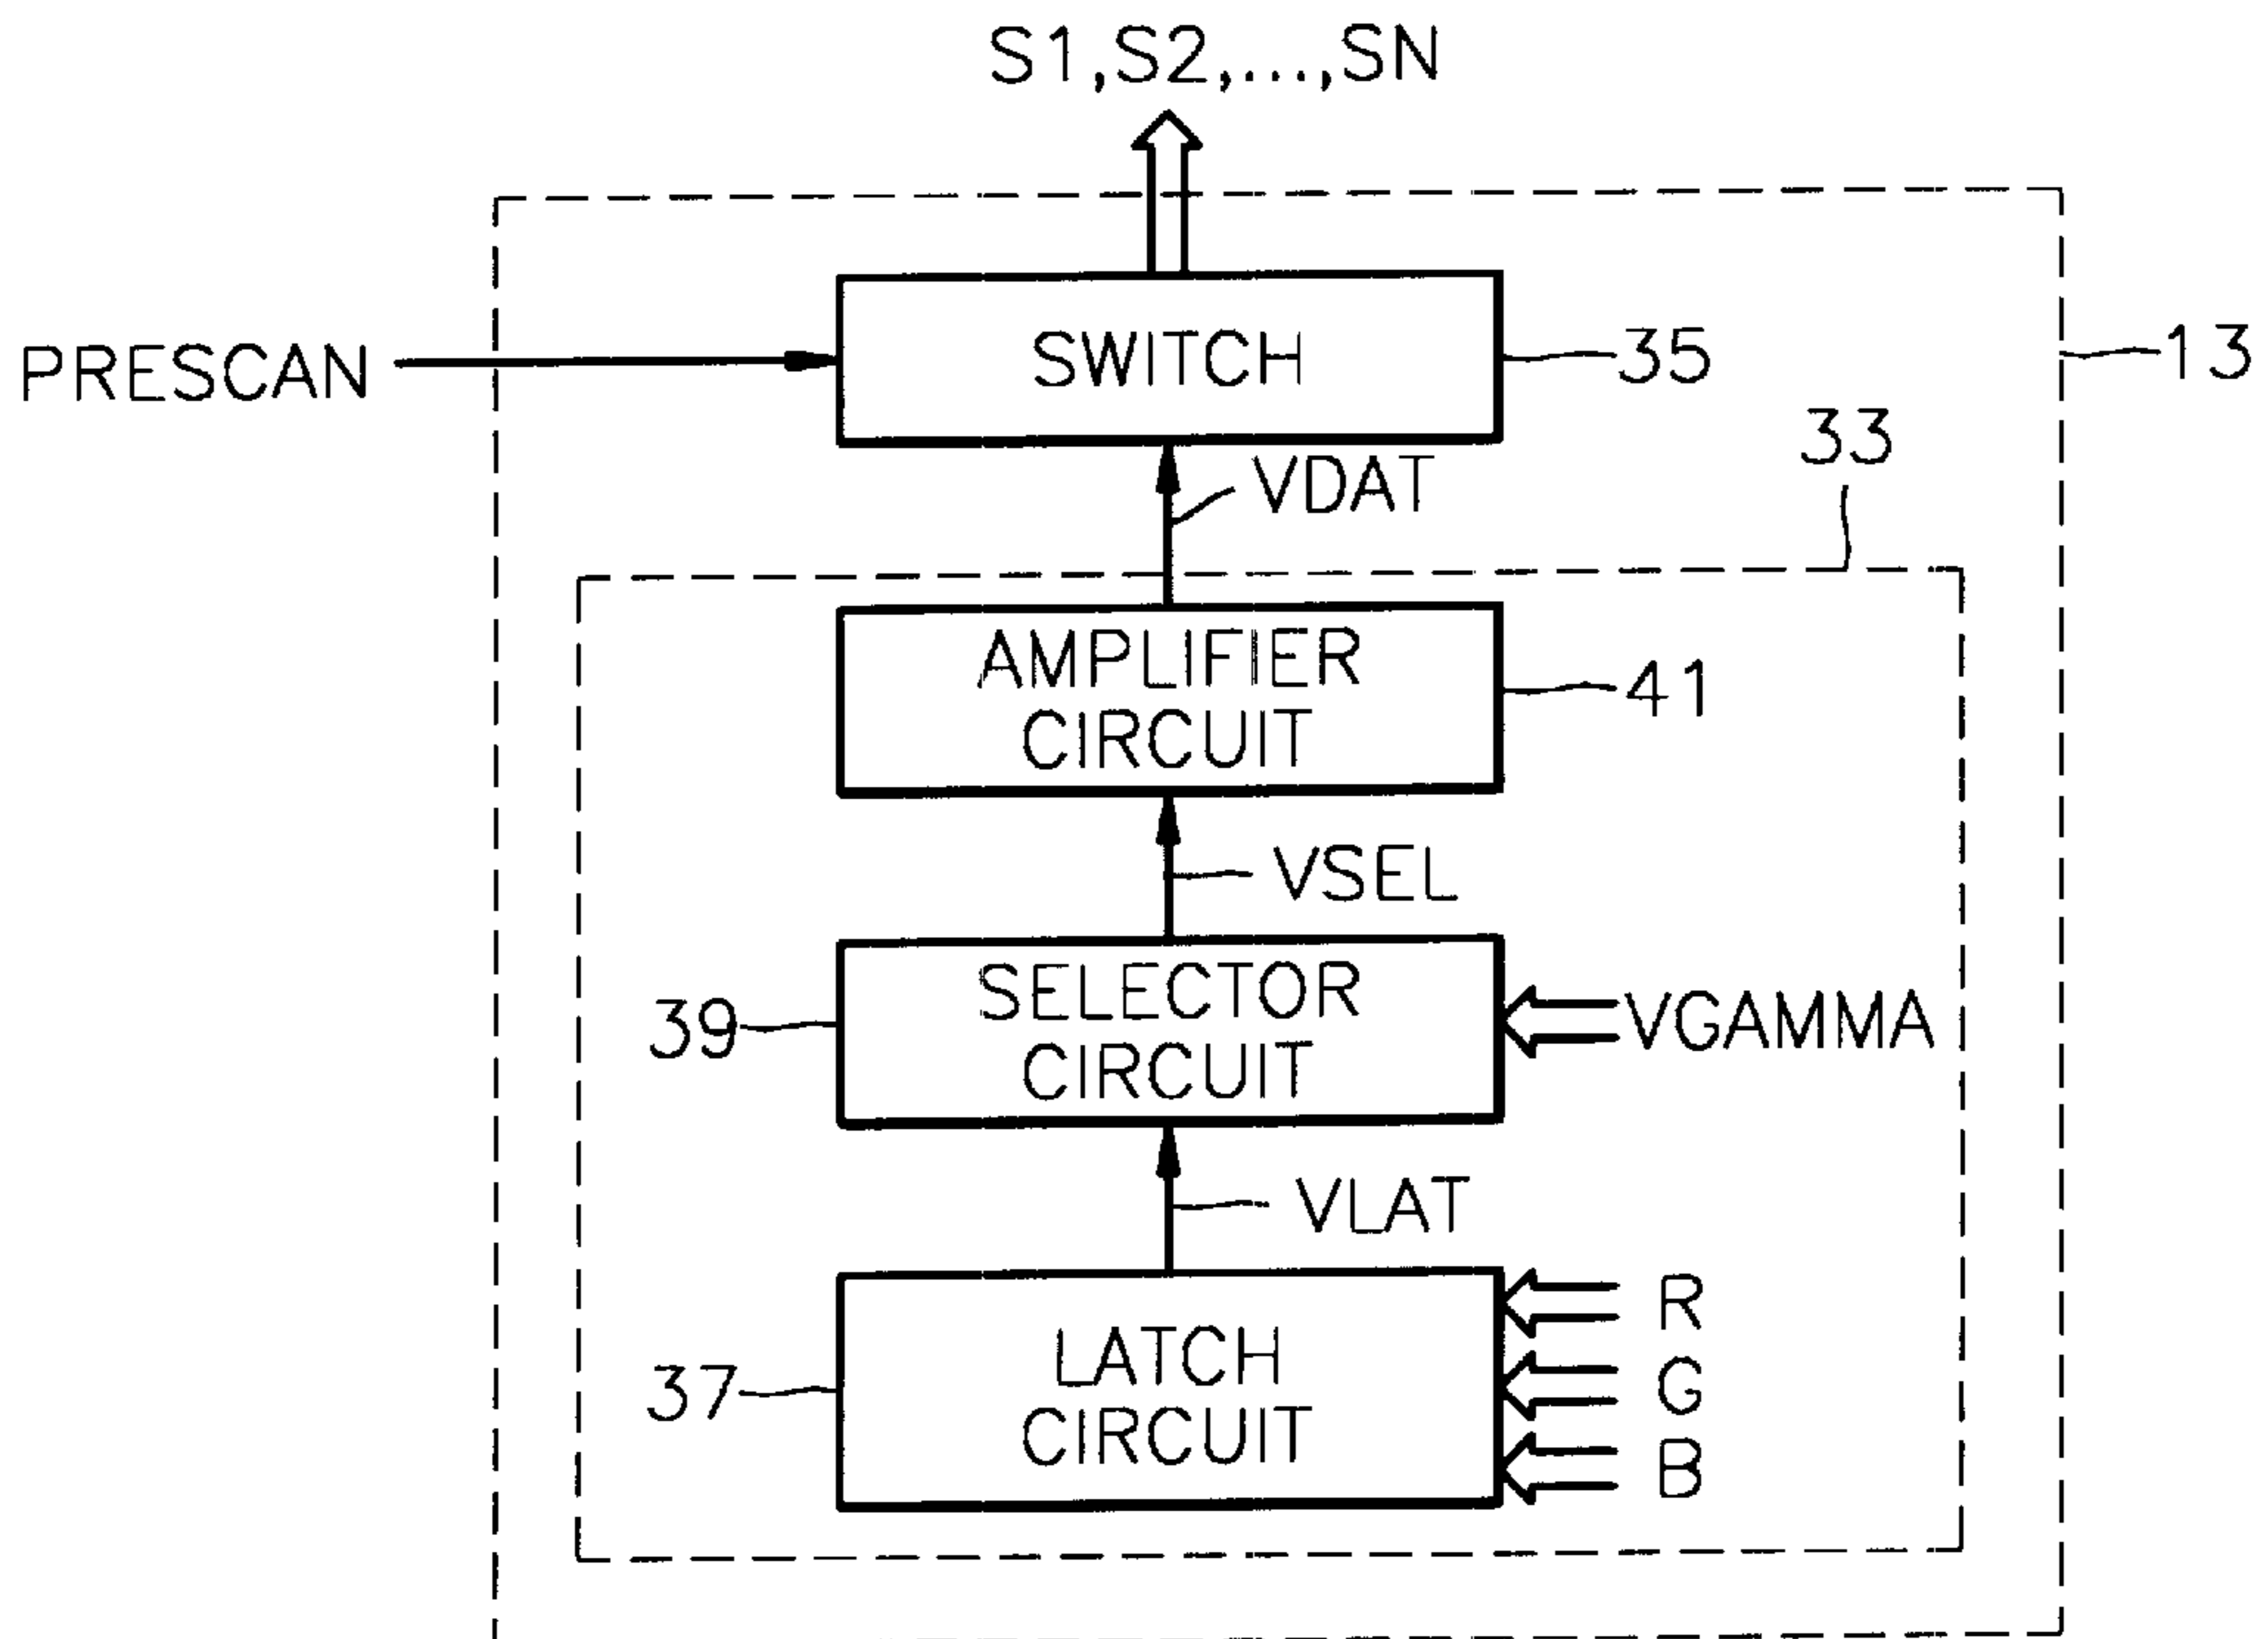 S1,S2,...,SN
PRESCAN
SWITCH
35
13
33
VDAT
AMPLIFIER
CIRCUIT
41
VSEL
SELECTOR
CIRCUIT
39
VGAMMA
VLAT
LATCH
CIRCUIT
37
R
G
B